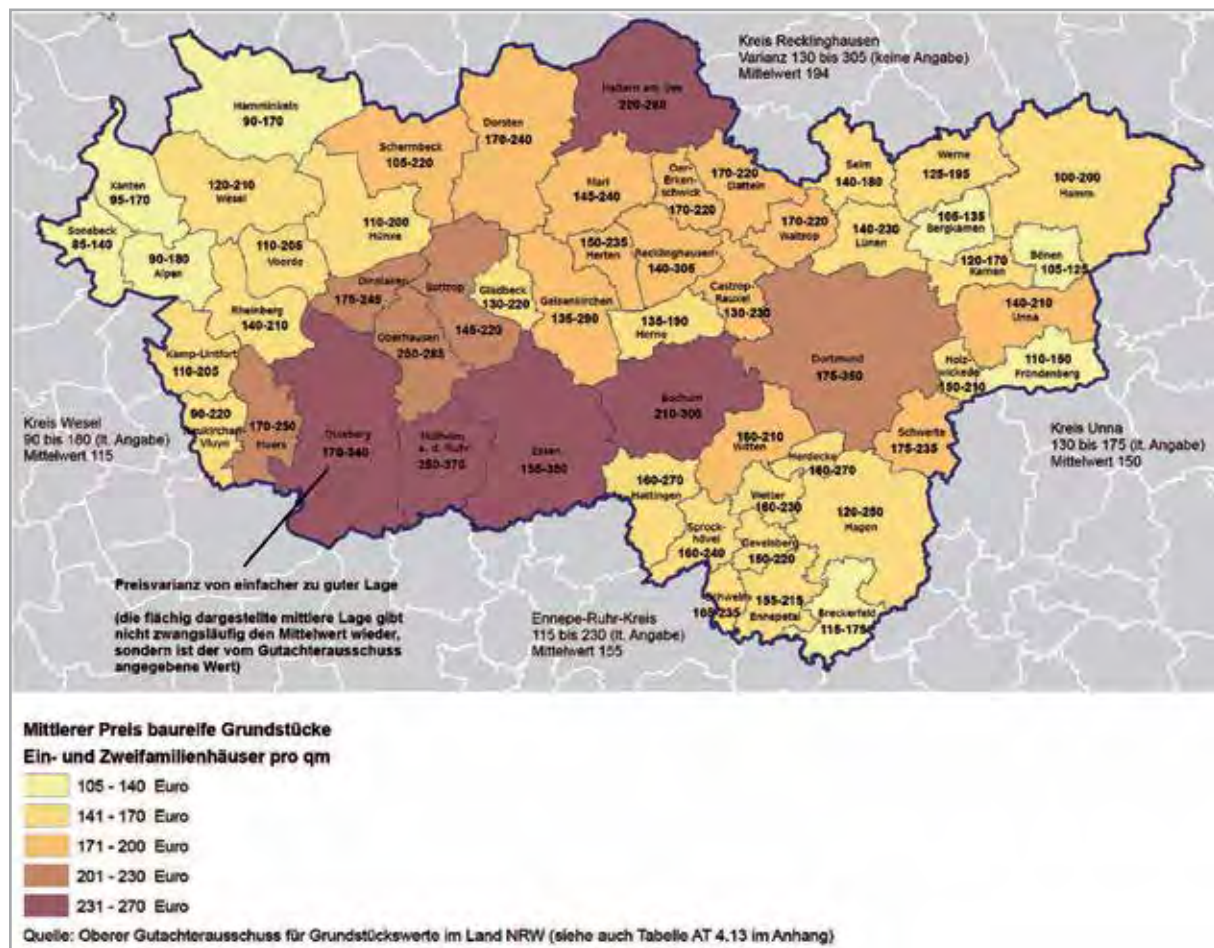 Kreis Recklinghausen
Varianz 130 bis 305 (keine Angabe)
Mittelwert 194
Haltern am See
200-280
Hamminkeln
90-170
Dorsten
170-240
Schermbeck
105-220
Xanten
95-170
120-210
Wesel
Sonsbeck
85-140
90-180
Alpen
110-205
Voerde
110-200
Hünxe
Marl
145-240
Oer-
Erken-
schwick
170-220
170-220
Datteln
170-220
Waltrop
Selm
140-180
Werne
125-195
100-200
Hamm
105-135
Bergkamen
140-230
Lünen
120-170
Kamen
Bönen
105-125
140-210
Unna
110-150
Fröndenberg
Holz-
wickede
150-210
150-235
Herten
Recklinghausen
140-305
Castrop-
Rauxel
130-230
Dinslaken
175-245
Bottrop
145-220
Gladbeck
130-220
Gelsenkirchen
135-290
135-190
Herne
Rheinberg
140-210
Oberhausen
Kamp-Lintfort
110-205
90-220
Neukirchen-
Vluyn
170-250
Moers
Duisburg
170-340
Mülheim
a. d. Ruhr
250-370
Essen
Bochum
210-300
Dortmund
175-350
Schwerte
175-235
160-210
Witten
Herdecke
160-270
160-270
Hattingen
Wetter
160-230
120-250
Hagen
Sprock-
hövel
160-240
Gevelsberg
150-220
155-215
Ennepetal
Breckerfeld
115-175
Kreis Wesel
90 bis 180 (lt. Angabe)
Mittelwert 115
Kreis Unna
130 bis 175 (lt. Angabe)
Mittelwert 150
Ennepe-Ruhr-Kreis
115 bis 230 (lt. Angabe)
Mittelwert 155
Preisvarianz von einfacher zu guter Lage
(die flächig dargestellte mittlere Lage gibt
nicht zwangsläufig den Mittelwert wieder,
sondern ist der vom Gutachterausschuss
angegebene Wert)
Mittlerer Preis baureife Grundstücke
Ein- und Zweifamilienhäuser pro qm
105 - 140 Euro
141 - 170 Euro
171 - 200 Euro
201 - 230 Euro
231 - 270 Euro
Quelle: Oberer Gutachterausschuss für Grundstückswerte im Land NRW (siehe auch Tabelle AT 4.13 im Anhang)